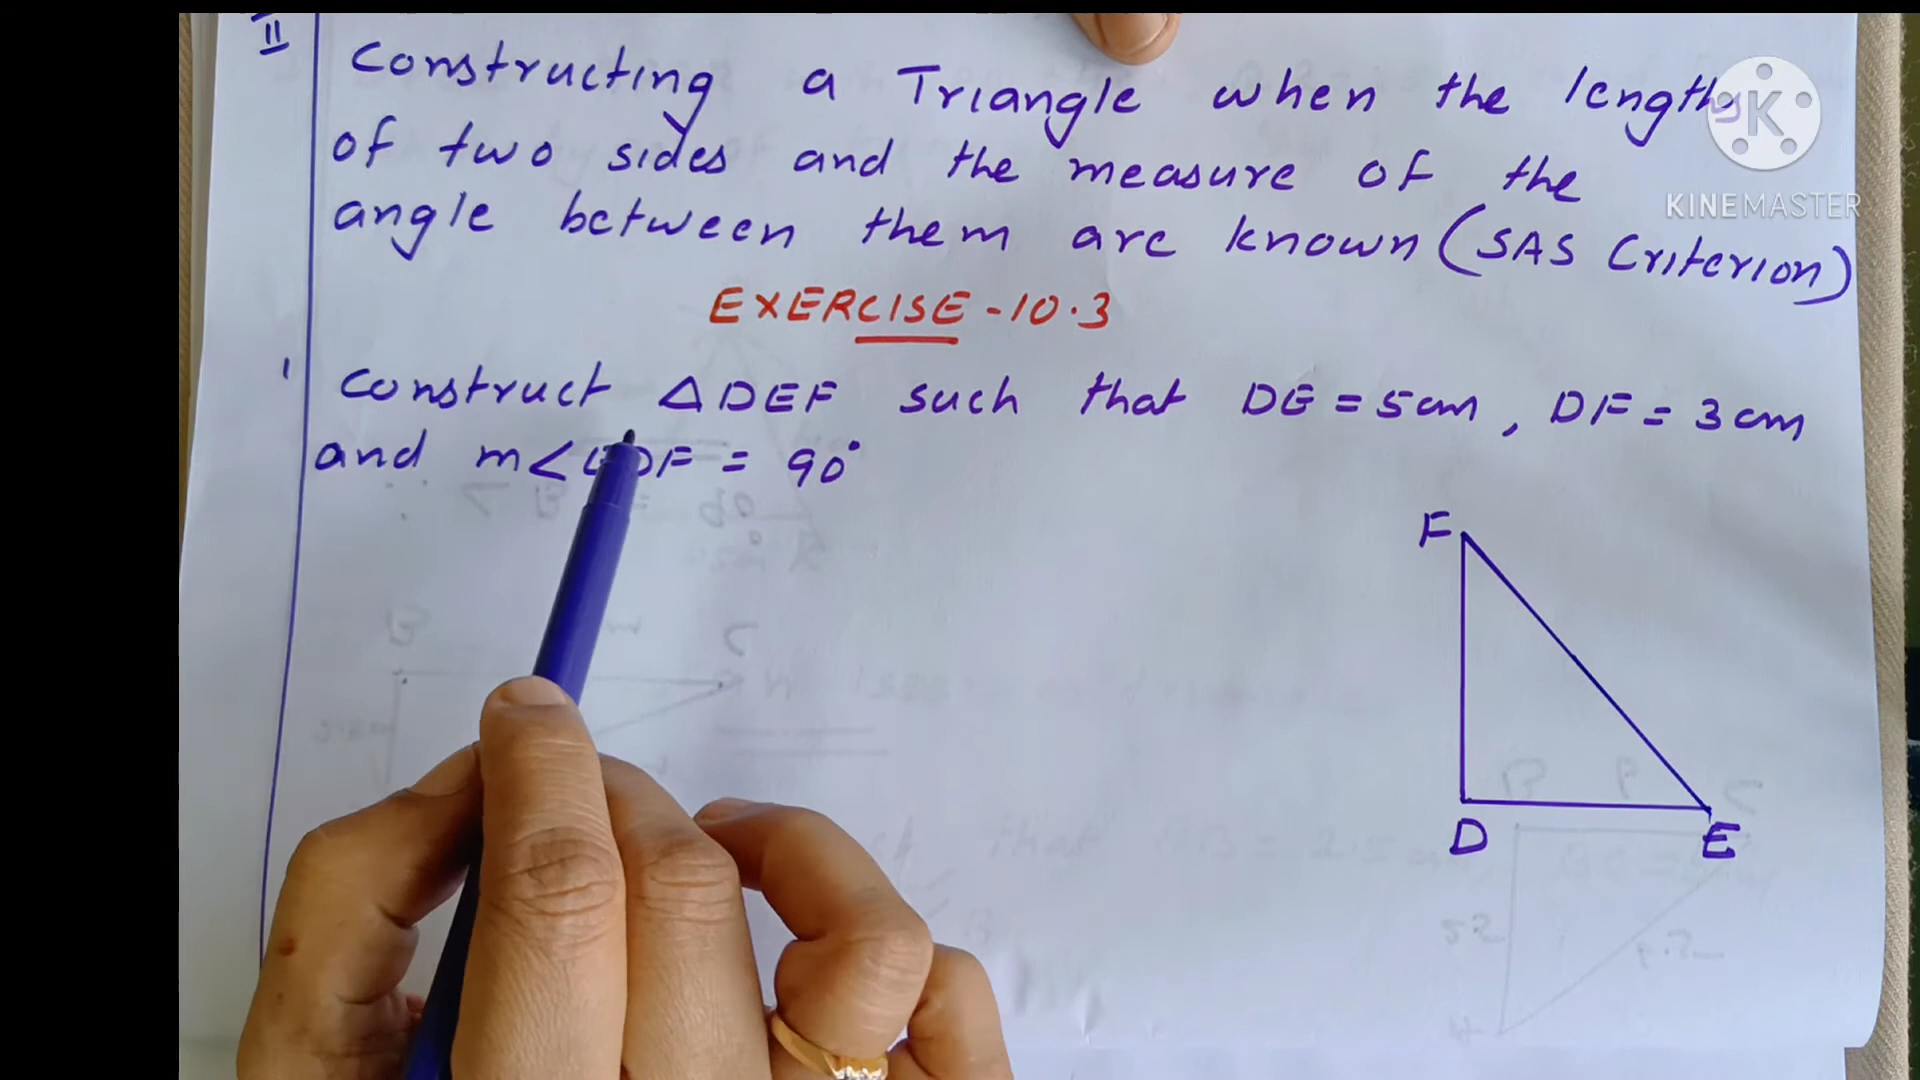 II
Constructing a Triangle when the lengths
of two sides and the measure of the
angle between them are known (SAS Criterion)
KINEMASTER
EXERCISE - 10.3
1 Construct △DEF such that DE = 5cm, DF = 3cm
and m∠EDF = 90°
F
D E